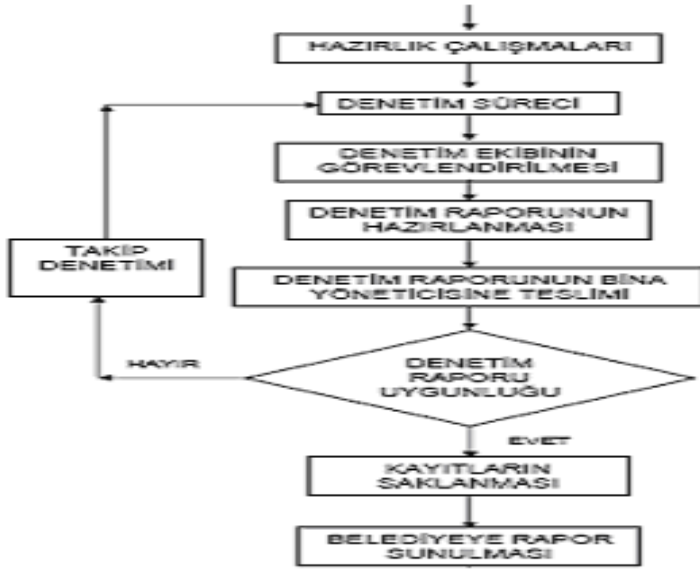 HAZIRLIK ÇALIŞMALARI
DENETİM SÜRECİ
DENETİM EKİBİNİN
GÖREVLENDİRİLMESİ
DENETİM RAPORUNUN
HAZIRLANMASI
TAKİP
DENETİMİ
DENETİM RAPORUNUN BİNA
YÖNETİCİSİNE TESLİMİ
HAYIR
DENETİM
RAPORU
UYGUNLUĞU
EVET
KAYITLARIN
SAKLANMASI
BELEDİYEYE RAPOR
SUNULMASI